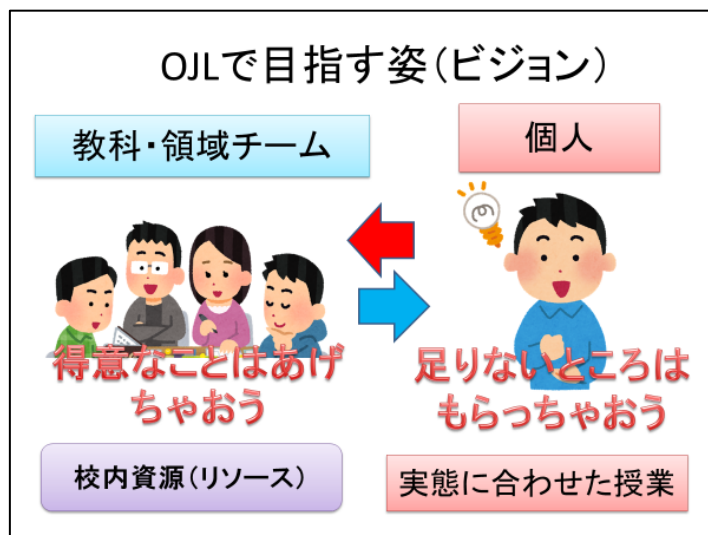 OJLで目指す姿(ビジョン)
教科・領域チーム
個人
得意なことはあげ
ちゃおう
足りないところは
もらっちゃおう
校内資源(リソース)
実態に合わせた授業